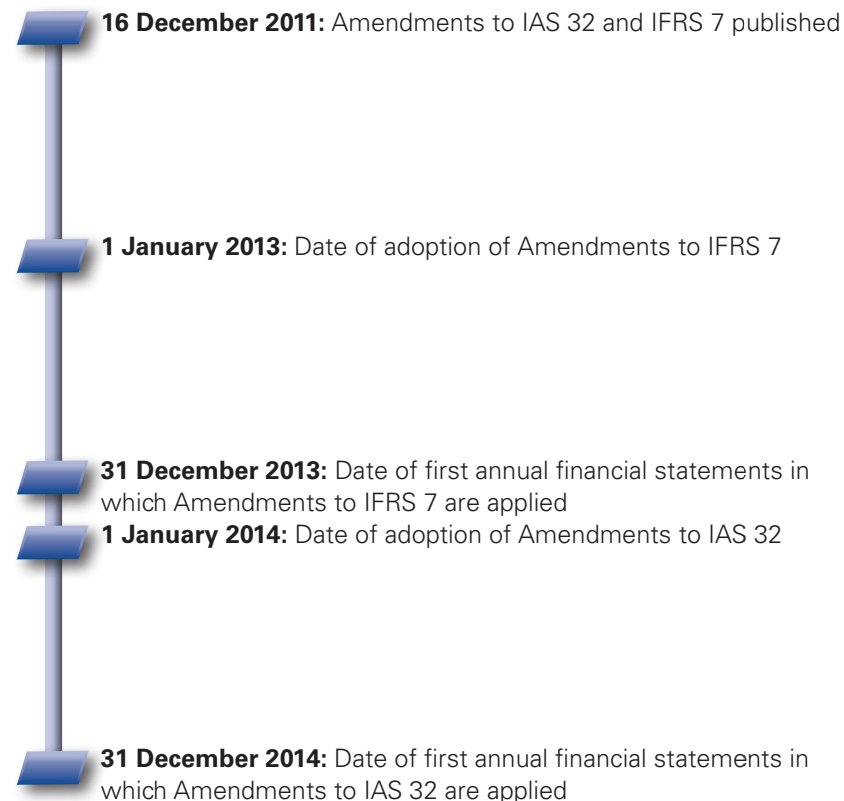 16 December 2011: Amendments to IAS 32 and IFRS 7 published
1 January 2013: Date of adoption of Amendments to IFRS 7
31 December 2013: Date of first annual financial statements in
which Amendments to IFRS 7 are applied
1 January 2014: Date of adoption of Amendments to IAS 32
31 December 2014: Date of first annual financial statements in
which Amendments to IAS 32 are applied